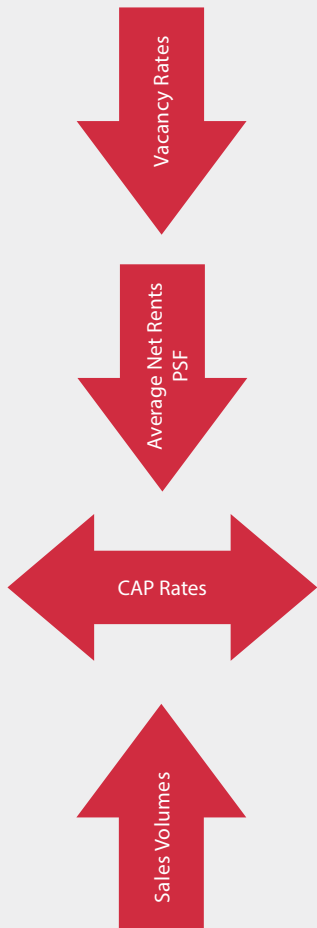 Vacancy Rates
Average Net Rents
PSF
CAP Rates
Sales Volumes